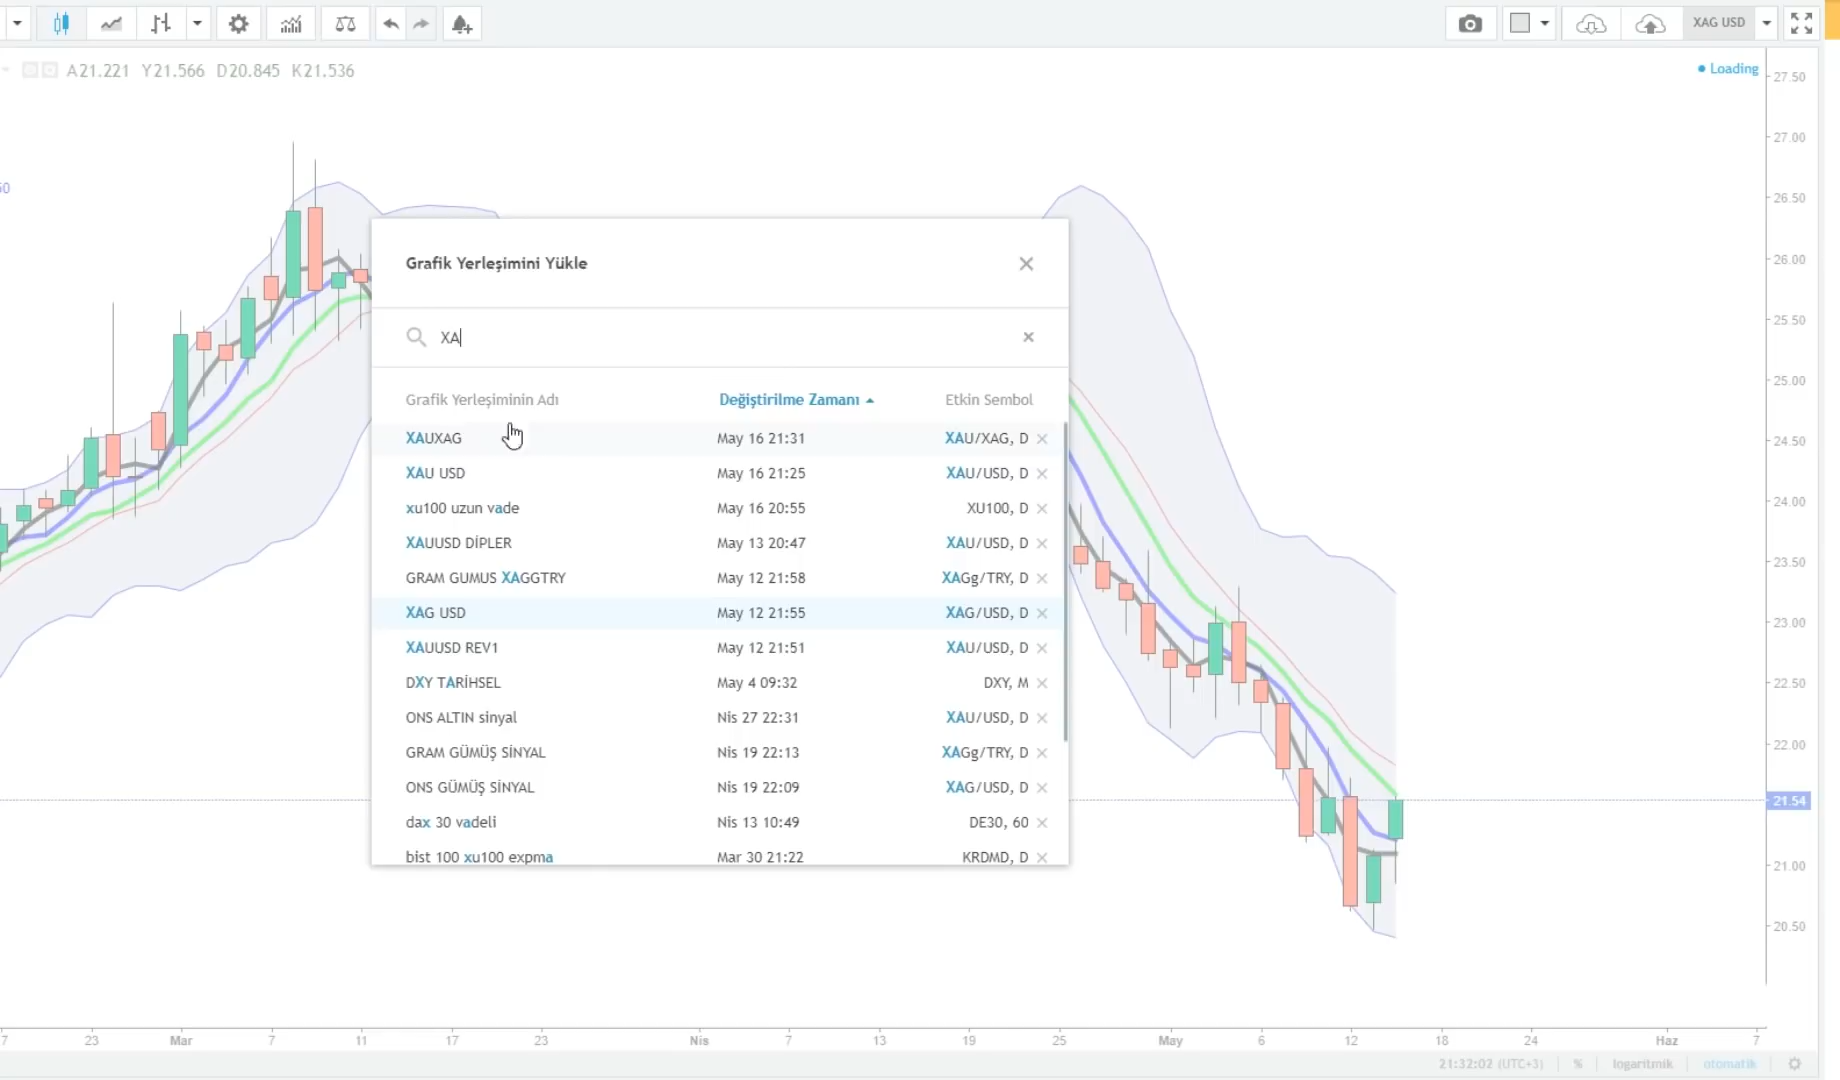 XAG USD
A21.221 Y21.566 D20.845 K21.536
Loading
Grafik Yerleşimini Yükle
XA
Grafik Yerleşiminin Adı Değiştirilme Zamanı Etkin Sembol
XAUXAG May 16 21:31 XAU/XAG, D
XAU USD May 16 21:25 XAU/USD, D
xu100 uzun vade May 16 20:55 XU100, D
XAUUSD DİPLER May 13 20:47 XAU/USD, D
GRAM GUMUS XAGGTRY May 12 21:58 XAGg/TRY, D
XAG USD May 12 21:55 XAG/USD, D
XAUUSD REV1 May 12 21:51 XAU/USD, D
DXY TARİHSEL May 4 09:32 DXY, M
ONS ALTIN sinyal Nis 27 22:31 XAU/USD, D
GRAM GÜMÜŞ SİNYAL Nis 19 22:13 XAGg/TRY, D
ONS GÜMÜŞ SİNYAL Nis 19 22:09 XAG/USD, D
dax 30 vadeli Nis 13 10:49 DE30, 60
bist 100 xu100 expma Mar 30 21:22 KRDMD, D
27.50
27.00
26.50
26.00
25.50
25.00
24.50
24.00
23.50
23.00
22.50
22.00
21.54
21.00
20.50
7 23 Mar 7 11 17 23 Nis 7 13 19 25 May 6 12 18 24 Haz 7
21:32:02 (UTC+3) % logaritmik otomatik